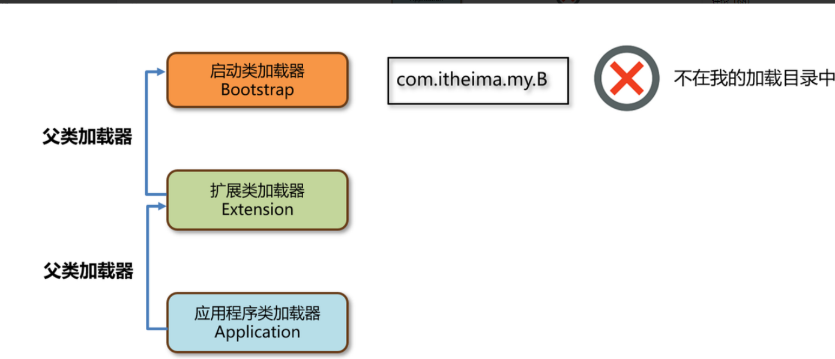 启动类加载器
Bootstrap
com.itheima.my.B
不在我的加载目录中
父类加载器
扩展类加载器
Extension
父类加载器
应用程序类加载器
Application